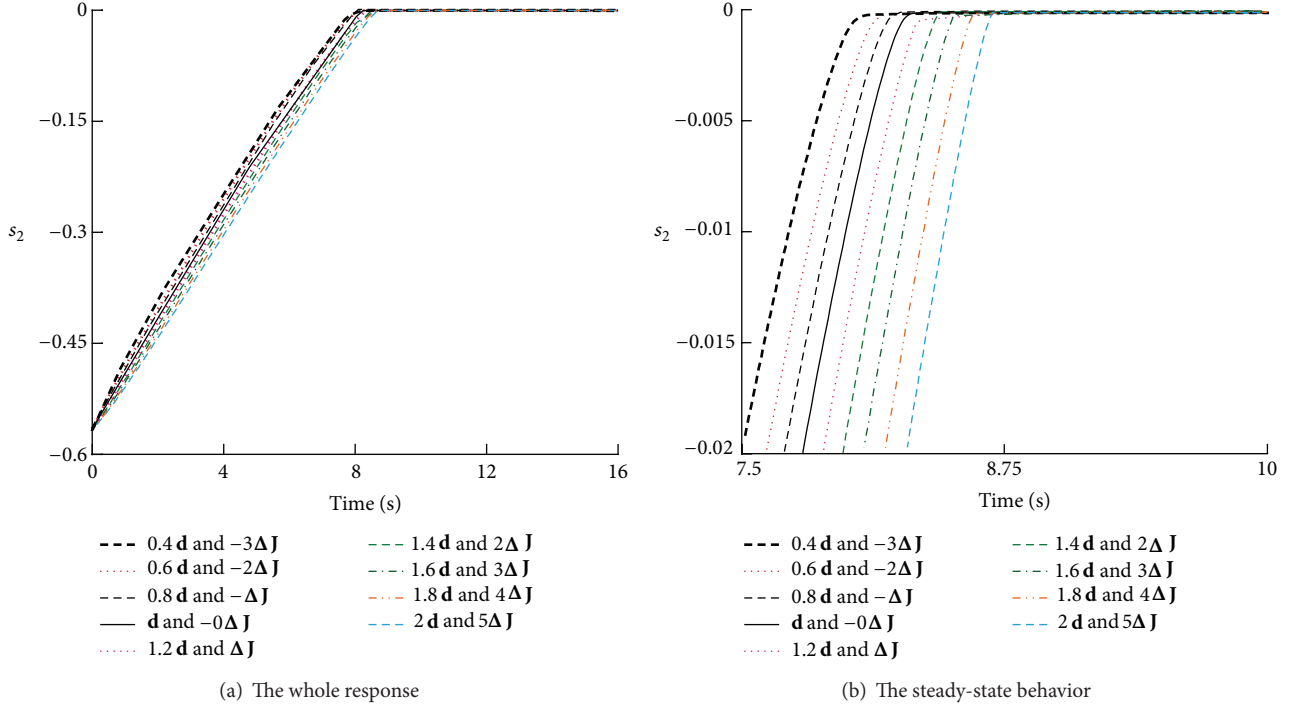 0
−0.15
−0.3
−0.45
−0.6
s2
0 4 8 12 16
Time (s)
0.4 d and −3Δ J
0.6 d and −2Δ J
0.8 d and −Δ J
d and −0Δ J
1.2 d and Δ J
1.4 d and 2Δ J
1.6 d and 3Δ J
1.8 d and 4Δ J
2 d and 5Δ J
(a) The whole response
0
−0.005
−0.01
−0.015
−0.02
s2
7.5 8.75 10
Time (s)
0.4 d and −3Δ J
0.6 d and −2Δ J
0.8 d and −Δ J
d and −0Δ J
1.2 d and Δ J
1.4 d and 2Δ J
1.6 d and 3Δ J
1.8 d and 4Δ J
2 d and 5Δ J
(b) The steady-state behavior